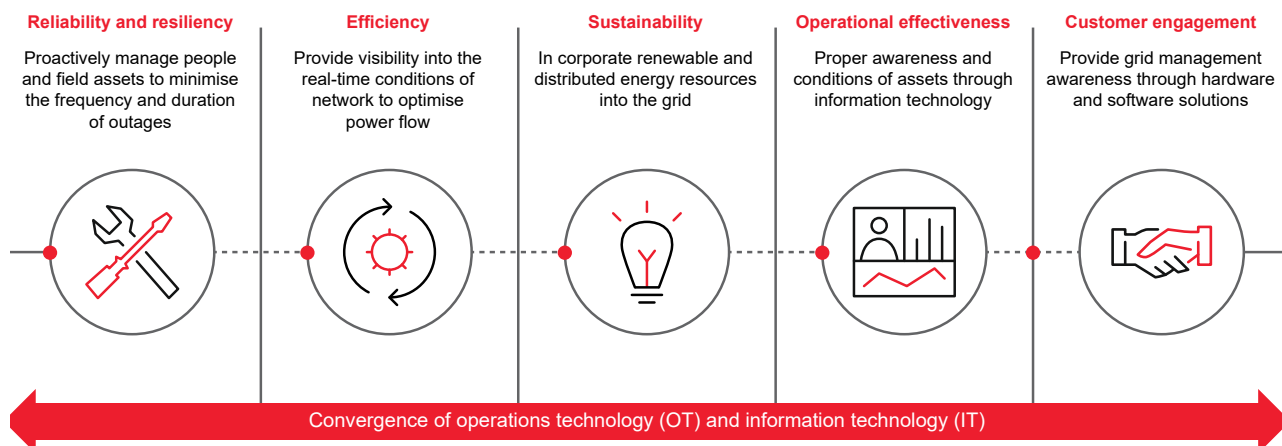 Reliability and resiliency
Proactively manage people
and field assets to minimise
the frequency and duration
of outages
Efficiency
Provide visibility into the
real-time conditions of
network to optimise
power flow
Sustainability
In corporate renewable and
distributed energy resources
into the grid
Operational effectiveness
Proper awareness and
conditions of assets through
information technology
Customer engagement
Provide grid management
awareness through hardware
and software solutions
Convergence of operations technology (OT) and information technology (IT)